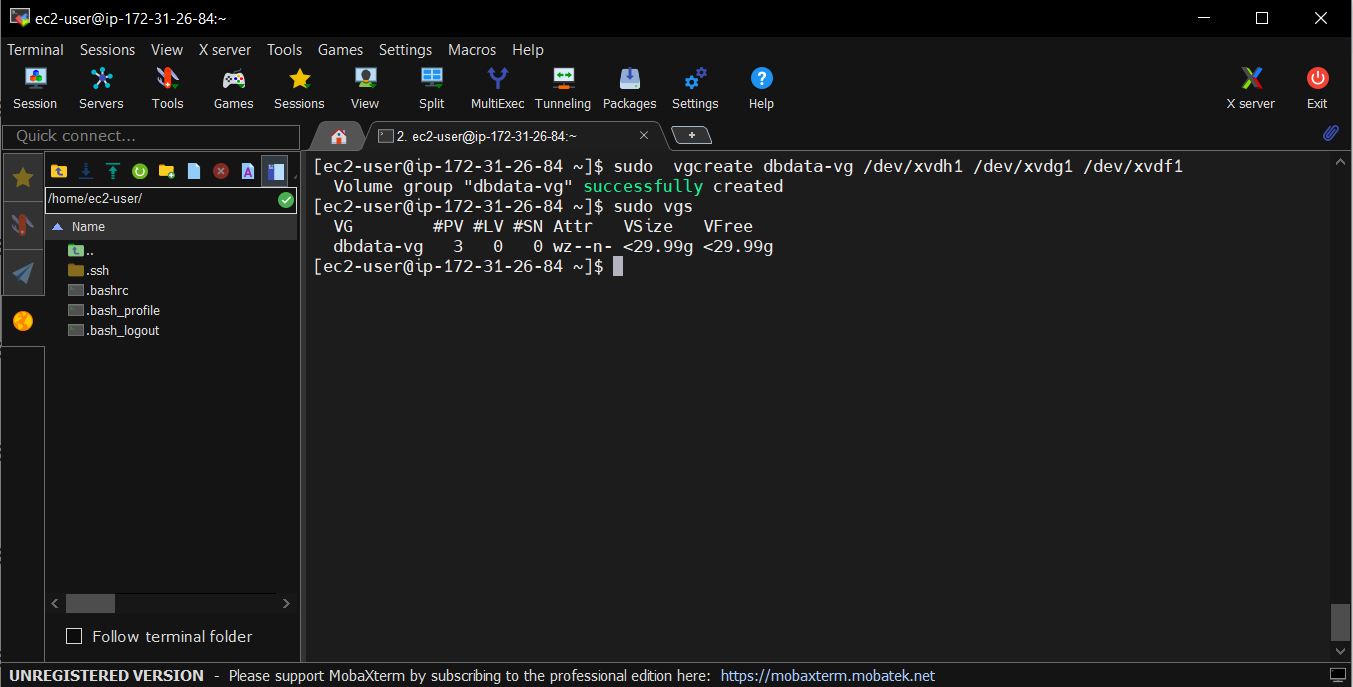 ec2-user@ip-172-31-26-84:~
Terminal Sessions View X server Tools Games Settings Macros Help
Session Servers Tools Games Sessions View Split MultiExec Tunneling Packages Settings Help X server Exit
Quick connect...
2. ec2-user@ip-172-31-26-84:~
/home/ec2-user/
Name
..
.ssh
.bashrc
.bash_profile
.bash_logout
Follow terminal folder
[ec2-user@ip-172-31-26-84 ~]$ sudo  vgcreate dbdata-vg /dev/xvdh1 /dev/xvdg1 /dev/xvdf1
  Volume group "dbdata-vg" successfully created
[ec2-user@ip-172-31-26-84 ~]$ sudo vgs
  VG        #PV #LV #SN Attr   VSize   VFree
  dbdata-vg   3   0   0 wz--n- <29.99g <29.99g
[ec2-user@ip-172-31-26-84 ~]$
UNREGISTERED VERSION - Please support MobaXterm by subscribing to the professional edition here: https://mobaxterm.mobatek.net